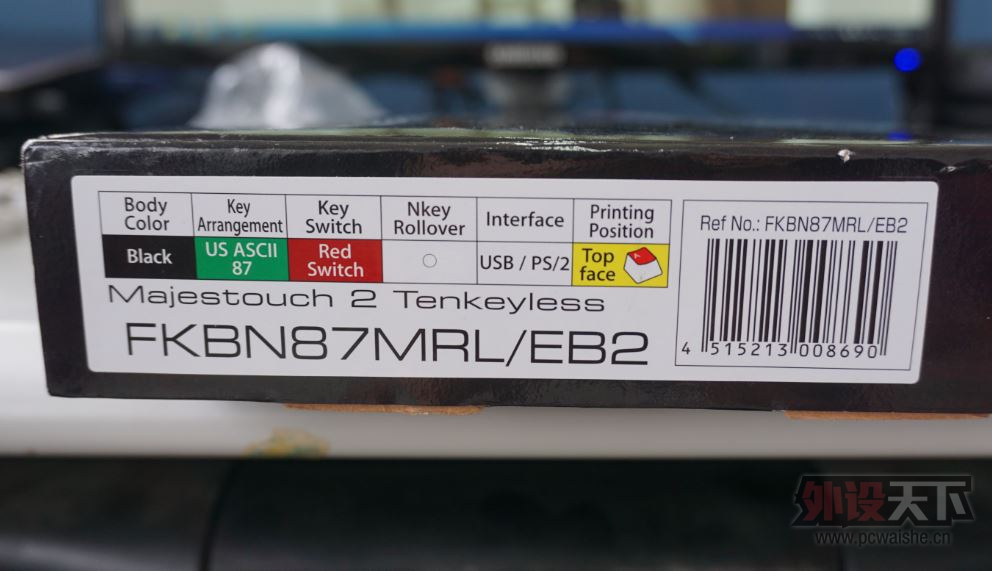 SAMSUNG
Body Color
Key Arrangement
Key Switch
Nkey Rollover
Interface
Printing Position
Black
US ASCII 87
Red Switch
○
USB / PS/2
Top face
Majestouch 2 Tenkeyless
FKBN87MRL/EB2
Ref No.: FKBN87MRL/EB2
4 515213 008690
外设天下
www.pcwaishe.cn